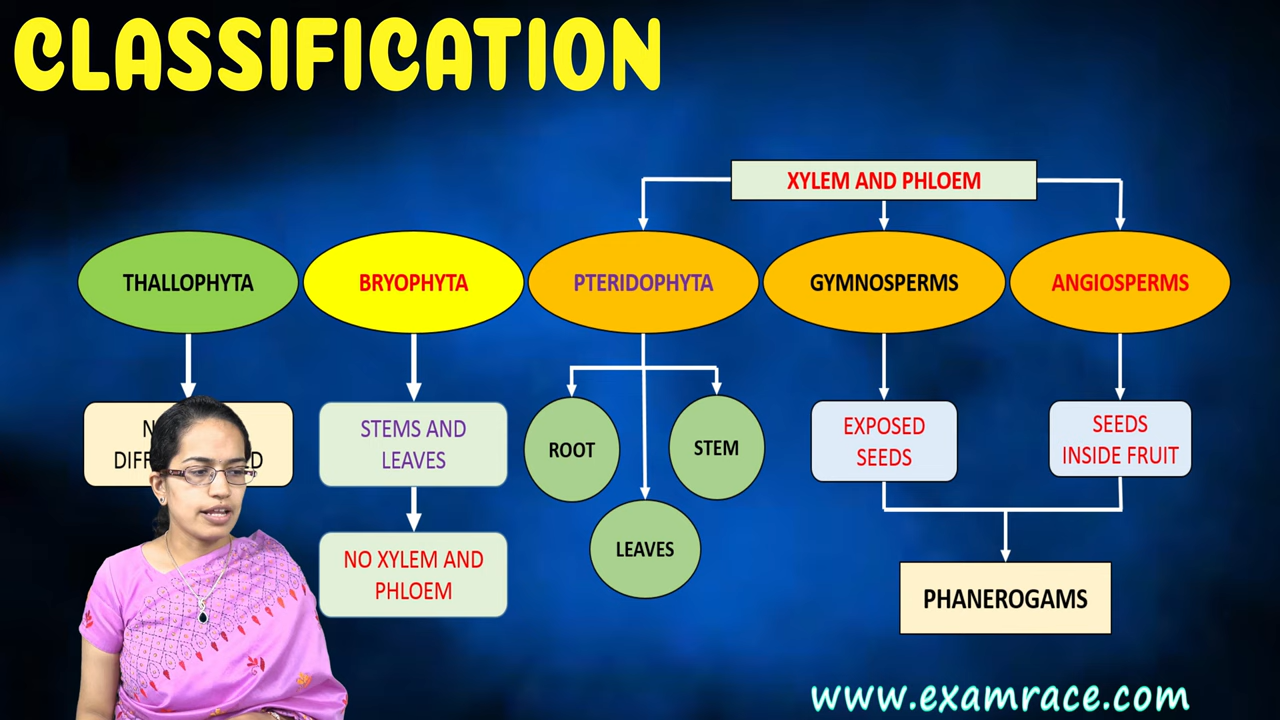 CLASSIFICATION
XYLEM AND PHLOEM
THALLOPHYTA
BRYOPHYTA
PTERIDOPHYTA
GYMNOSPERMS
ANGIOSPERMS
STEMS AND
LEAVES
NO XYLEM AND
PHLOEM
ROOT
STEM
LEAVES
EXPOSED
SEEDS
SEEDS
INSIDE FRUIT
PHANEROGAMS
www.examrace.com